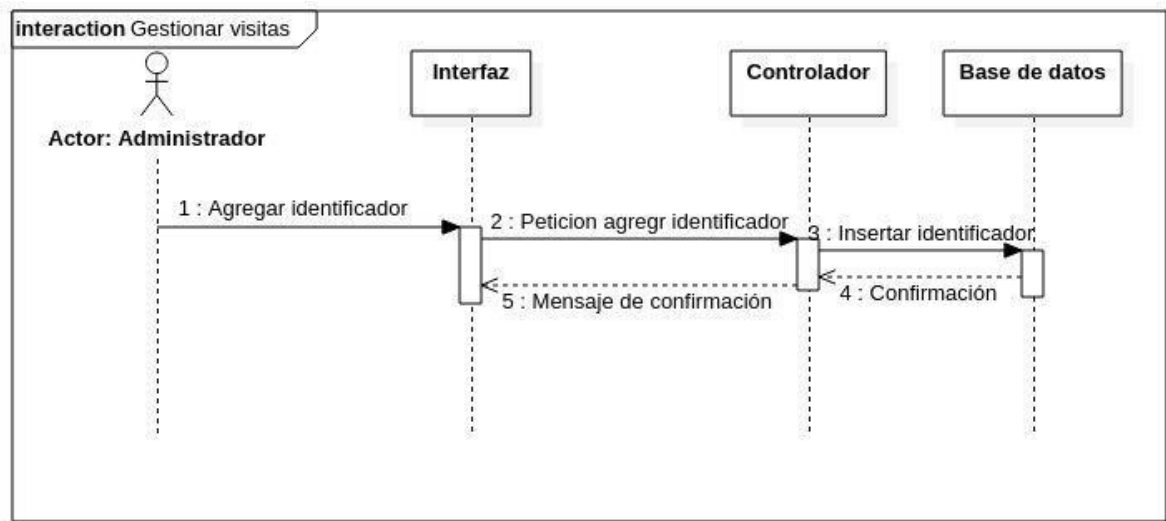 interaction Gestionar visitas
Interfaz
Controlador
Base de datos
Actor: Administrador
1 : Agregar identificador
2 : Peticion agregr identificador
3 : Insertar identificador
4 : Confirmación
5 : Mensaje de confirmación